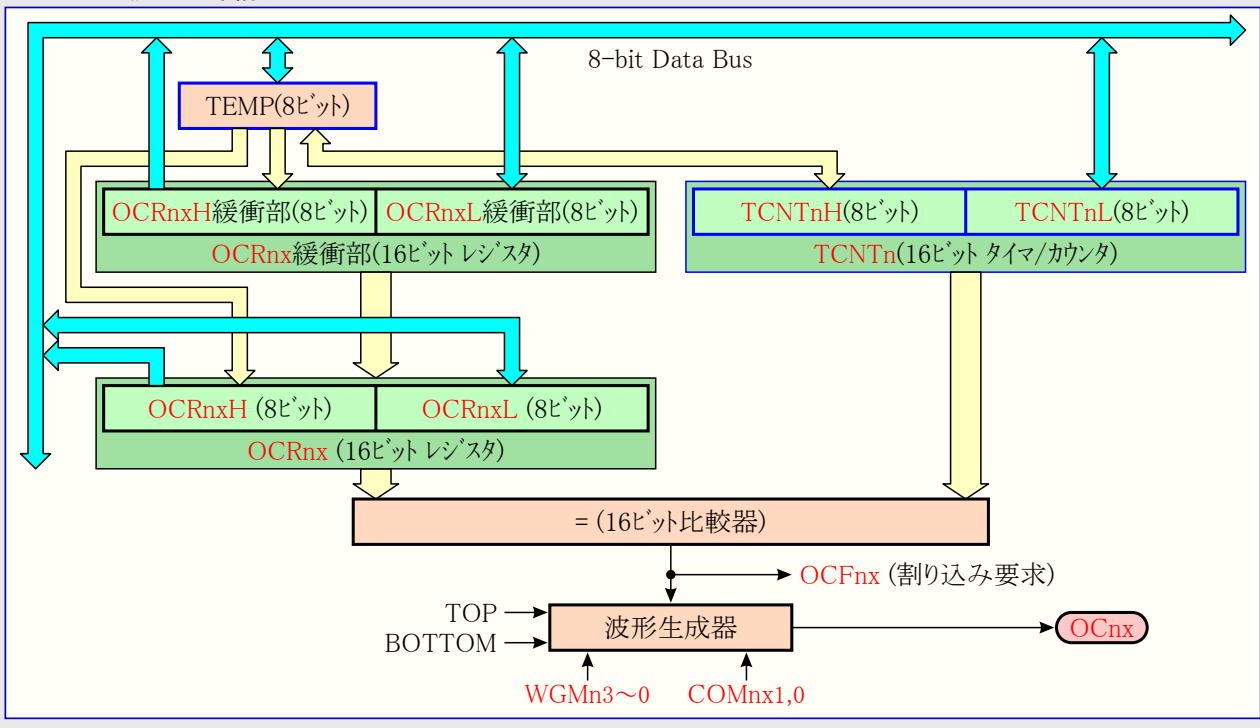 8-bit Data Bus
TEMP(8ﾋﾞｯﾄ)
OCRnxH緩衝部(8ﾋﾞｯﾄ)
OCRnxL緩衝部(8ﾋﾞｯﾄ)
OCRnx緩衝部(16ﾋﾞｯﾄ ﾚｼﾞｽﾀ)
TCNTnH(8ﾋﾞｯﾄ)
TCNTnL(8ﾋﾞｯﾄ)
TCNTn(16ﾋﾞｯﾄ ﾀｲﾏ/ｶｳﾝﾀ)
OCRnxH (8ﾋﾞｯﾄ)
OCRnxL (8ﾋﾞｯﾄ)
OCRnx (16ﾋﾞｯﾄ ﾚｼﾞｽﾀ)
= (16ﾋﾞｯﾄ比較器)
OCFnx (割り込み要求)
TOP
BOTTOM
波形生成器
OCnx
WGMn3～0
COMnx1,0